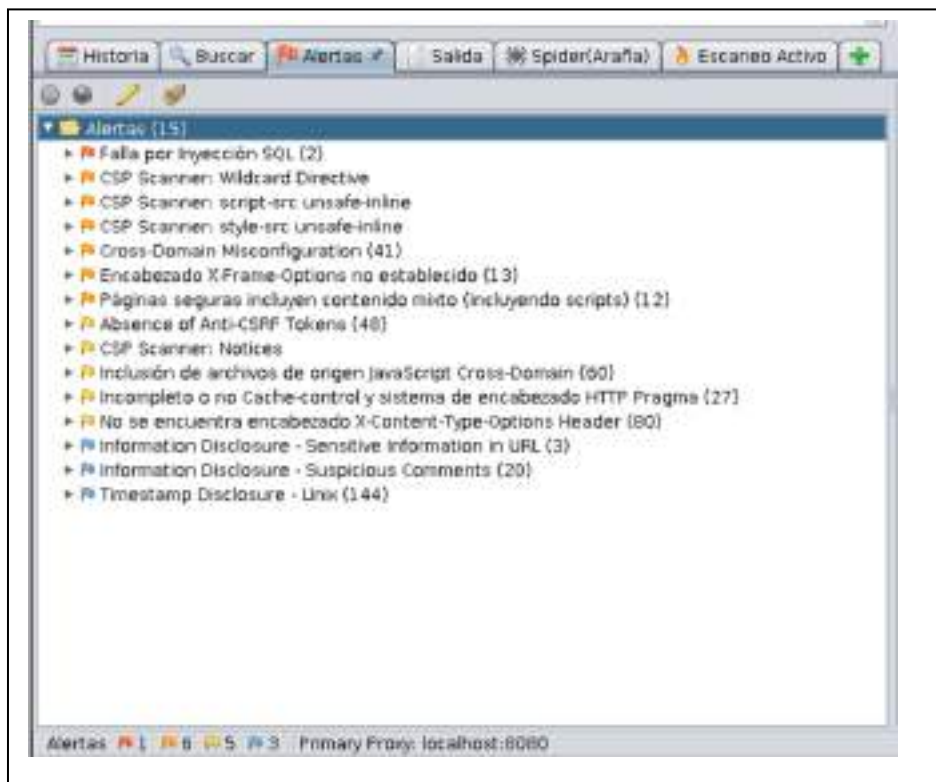 Historia Buscar Alertas Salida Spider(Araña) Escaneo Activo
Alertas (15)
Falla por Inyección SQL (2)
CSP Scanner: Wildcard Directive
CSP Scanner: script-src unsafe-inline
CSP Scanner: style-src unsafe-inline
Cross-Domain Misconfiguration (41)
Encabezado X-Frame-Options no establecido (13)
Páginas seguras incluyen contenido mixto (incluyendo scripts) (12)
Absence of Anti-CSRF Tokens (48)
CSP Scanner: Notices
Inclusión de archivos de origen JavaScript Cross-Domain (60)
Incompleto o no Cache-control y sistema de encabezado HTTP Pragma (27)
No se encuentra encabezado X-Content-Type-Options Header (80)
Information Disclosure - Sensitive Information in URL (3)
Information Disclosure - Suspicious Comments (20)
Timestamp Disclosure - Unix (144)
Alertas 1 6 5 3 Primary Proxy: localhost:8080